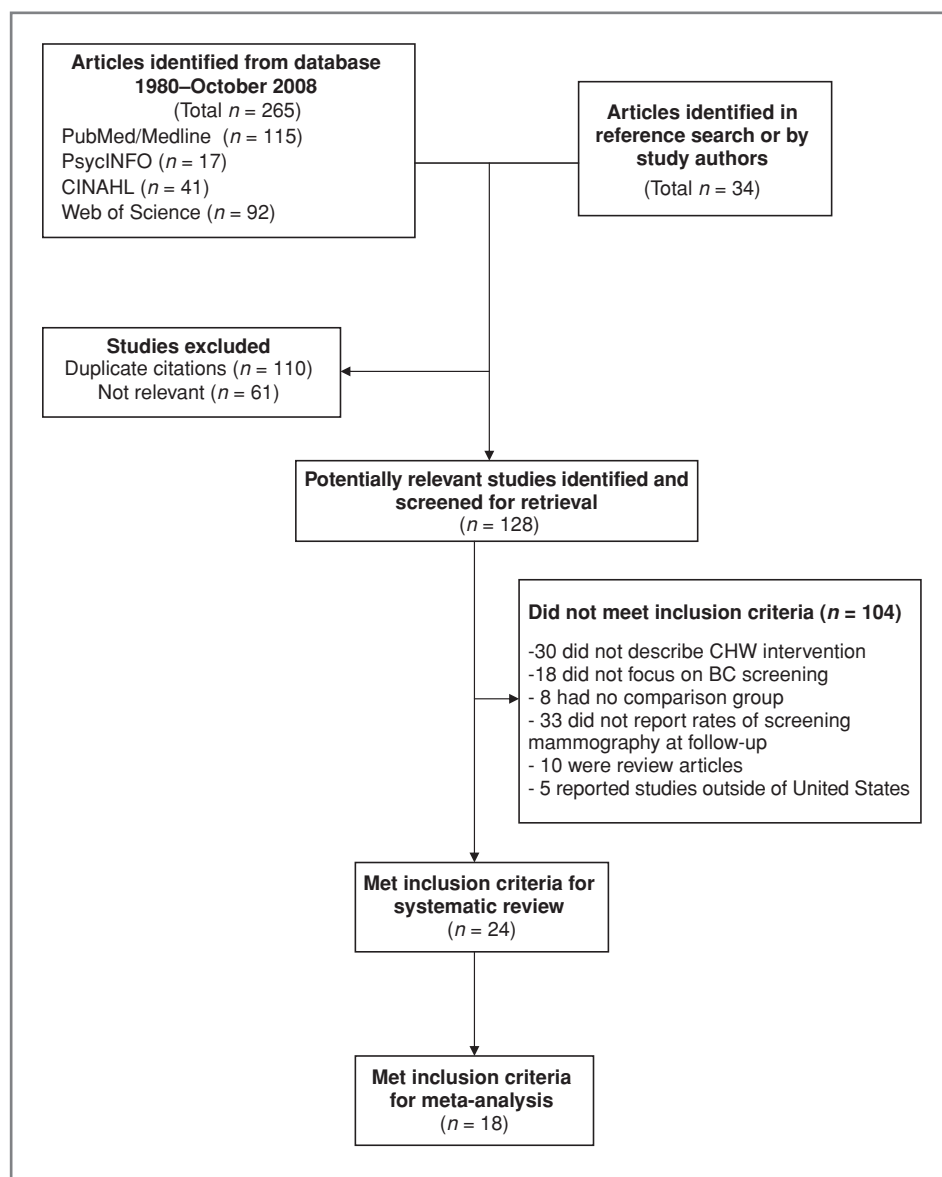 Articles identified from database
1980–October 2008
(Total n = 265)
PubMed/Medline (n = 115)
PsycINFO (n = 17)
CINAHL (n = 41)
Web of Science (n = 92)
Articles identified in
reference search or by
study authors
(Total n = 34)
Studies excluded
Duplicate citations (n = 110)
Not relevant (n = 61)
Potentially relevant studies identified and
screened for retrieval
(n = 128)
Did not meet inclusion criteria (n = 104)
-30 did not describe CHW intervention
-18 did not focus on BC screening
- 8 had no comparison group
- 33 did not report rates of screening
mammography at follow-up
- 10 were review articles
- 5 reported studies outside of United States
Met inclusion criteria for
systematic review
(n = 24)
Met inclusion criteria
for meta-analysis
(n = 18)